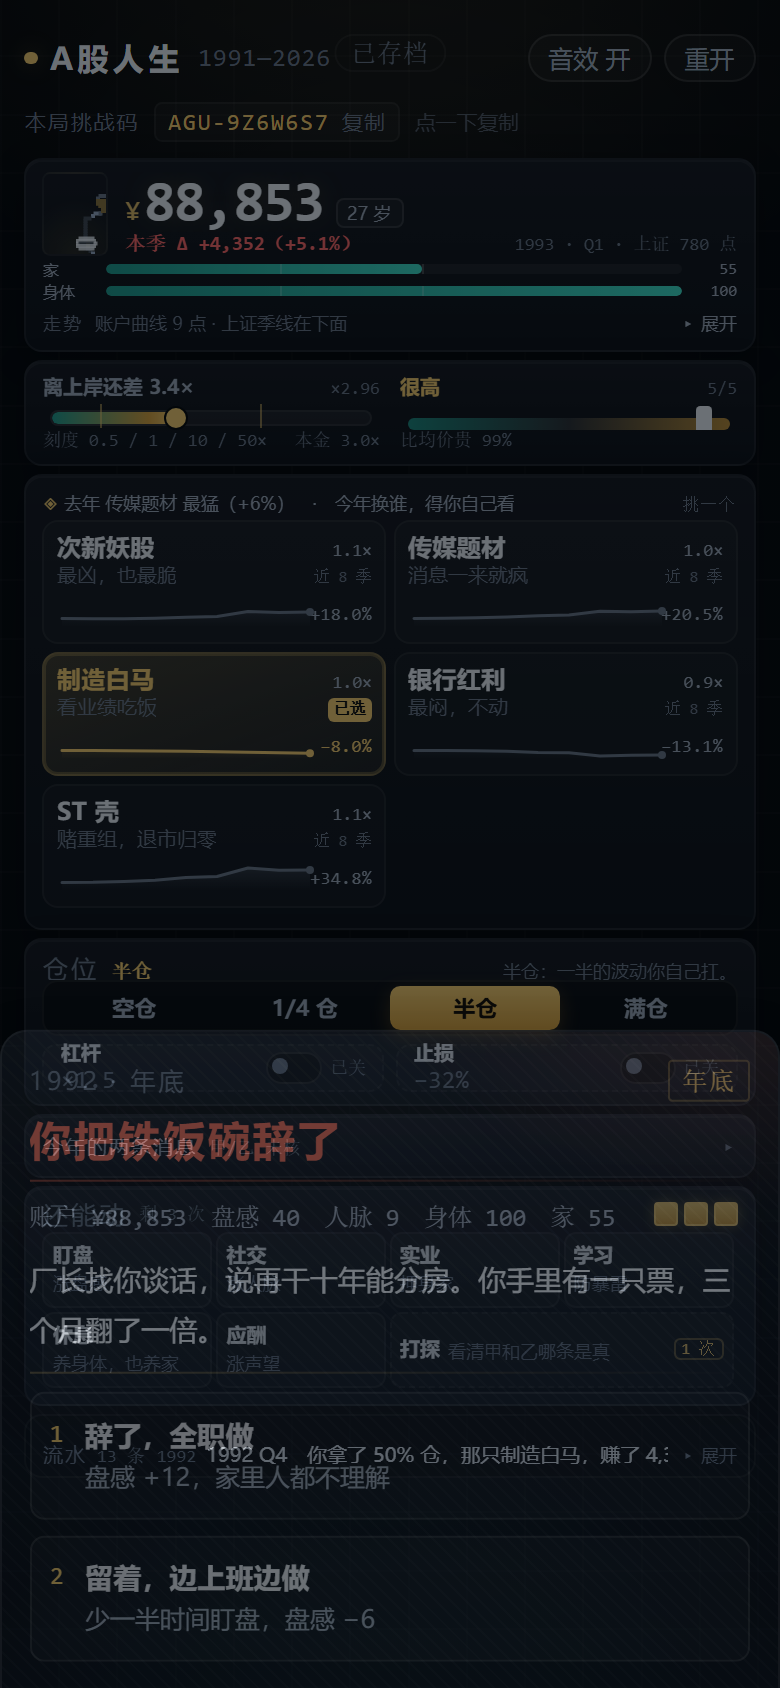 A股人生 1991—2026 已存档 音效 开 重开
本局挑战码 AGU-9Z6W6S7 复制 点一下复制
¥88,853 27 岁
本季 Δ +4,352 (+5.1%) 1993 · Q1 · 上证 780 点
家 55
身体 100
走势 账户曲线 9 点 · 上证季线在下面 ▸ 展开
离上岸还差 3.4× ×2.96 很高 5/5
刻度 0.5 / 1 / 10 / 50× 本金 3.0× 比均价贵 99%
去年 传媒题材 最猛（+6%） · 今年换谁，得你自己看 挑一个
次新妖股 1.1× 传媒题材 1.0×
最凶，也最脆 近 8 季 消息一来就疯 近 8 季
+18.0% +20.5%
制造白马 1.0× 银行红利 0.9×
看业绩吃饭 已选 最闷，不动 近 8 季
−8.0% −13.1%
ST 壳 1.1×
赌重组，退市归零 近 8 季
+34.8%
仓位 半仓 半仓：一半的波动你自己扛。
空仓 1/4 仓 半仓 满仓
杠杆 已关 止损
−32%
1992 · 年底 年底
你把铁饭碗辞了
今年的两条消息
账户 ¥88,853 盘感 40 人脉 9 身体 100 家 55
盯盘 社交 实业 学习
厂长找你谈话，说再干十年能分房。你手里有一只票，三
个月翻了一倍。
应酬 打探 看清甲和乙哪条是真 1 次
养身体，也养家 涨声望
1 辞了，全职做
流水 13 条 1992 1992 Q4 你拿了 50% 仓，那只制造白马，赚了 4,3 ▸ 展开
盘感 +12，家里人都不理解
2 留着，边上班边做
少一半时间盯盘，盘感 −6